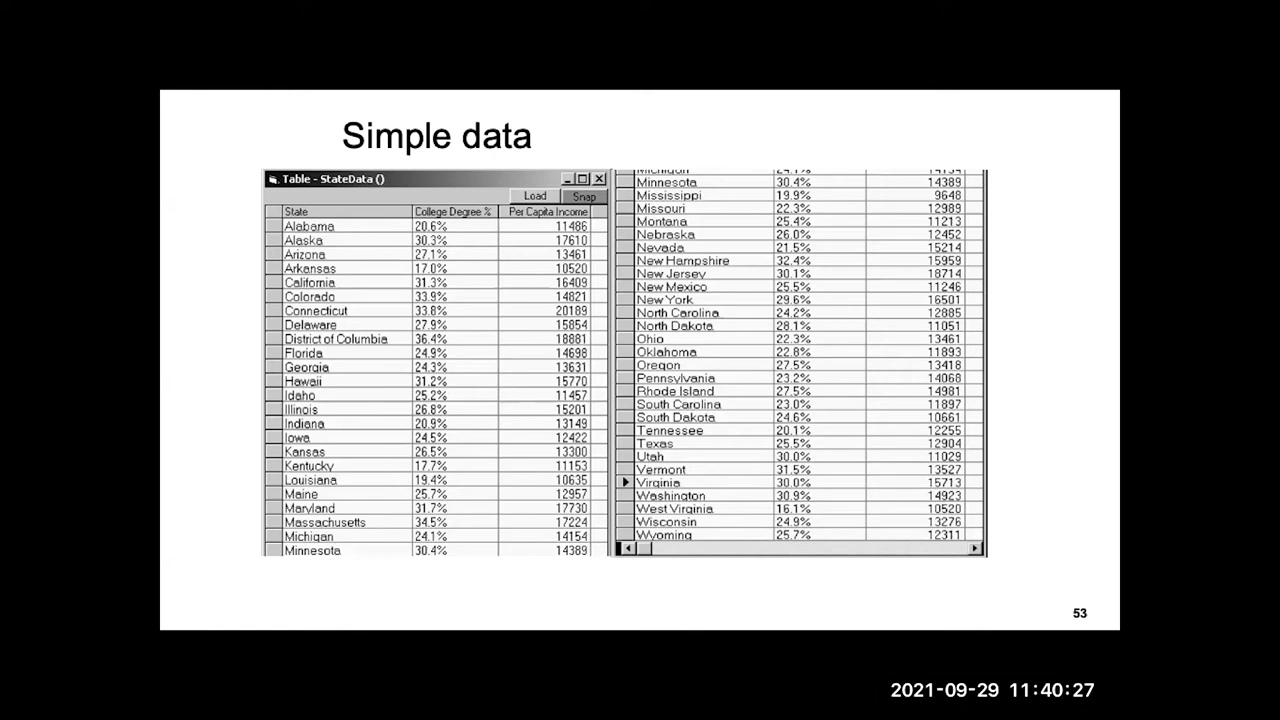 Simple data
Table - StateData ()
Load Snap
State College Degree % Per Capita Income
Alabama 20.6% 11486
Alaska 30.3% 17610
Arizona 27.1% 13461
Arkansas 17.0% 10520
California 31.3% 16409
Colorado 33.9% 14821
Connecticut 33.8% 20189
Delaware 27.9% 15854
District of Columbia 36.4% 18881
Florida 24.9% 14698
Georgia 24.3% 13631
Hawaii 31.2% 15770
Idaho 25.2% 11457
Illinois 26.8% 15201
Indiana 20.9% 13149
Iowa 24.5% 12422
Kansas 26.5% 13300
Kentucky 17.7% 11153
Louisiana 19.4% 10635
Maine 25.7% 12957
Maryland 31.7% 17730
Massachusetts 34.5% 17224
Michigan 24.1% 14154
Minnesota 30.4% 14389
Michigan 24.1% 14154
Minnesota 30.4% 14389
Mississippi 19.9% 9648
Missouri 22.3% 12989
Montana 25.4% 11213
Nebraska 26.0% 12452
Nevada 21.5% 15214
New Hampshire 32.4% 15959
New Jersey 30.1% 18714
New Mexico 25.5% 11246
New York 29.6% 16501
North Carolina 24.2% 12885
North Dakota 28.1% 11051
Ohio 22.3% 13461
Oklahoma 22.8% 11893
Oregon 27.5% 13418
Pennsylvania 23.2% 14068
Rhode Island 27.5% 14981
South Carolina 23.0% 11897
South Dakota 24.6% 10661
Tennessee 20.1% 12255
Texas 25.5% 12904
Utah 30.0% 11029
Vermont 31.5% 13527
Virginia 30.0% 15713
Washington 30.9% 14923
West Virginia 16.1% 10520
Wisconsin 24.9% 13276
Wyoming 25.7% 12311
53
2021-09-29 11:40:27